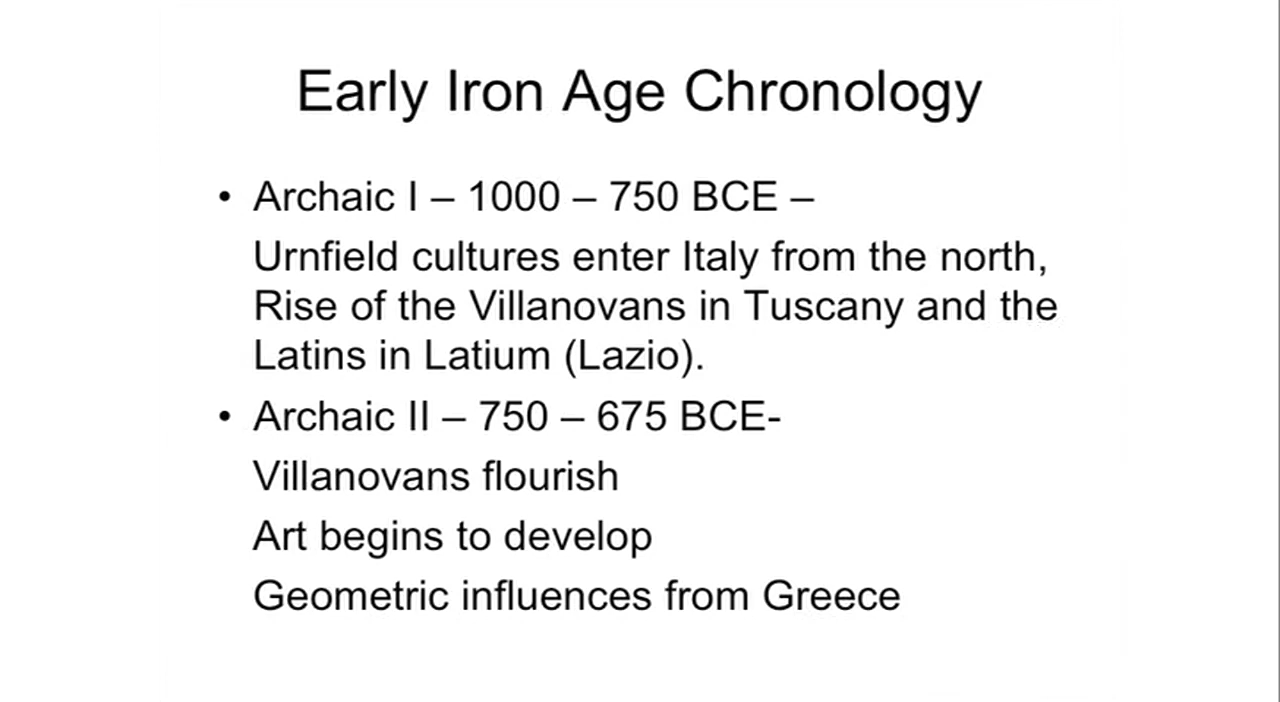 Early Iron Age Chronology
• Archaic I – 1000 – 750 BCE –
Urnfield cultures enter Italy from the north,
Rise of the Villanovans in Tuscany and the
Latins in Latium (Lazio).
• Archaic II – 750 – 675 BCE-
Villanovans flourish
Art begins to develop
Geometric influences from Greece